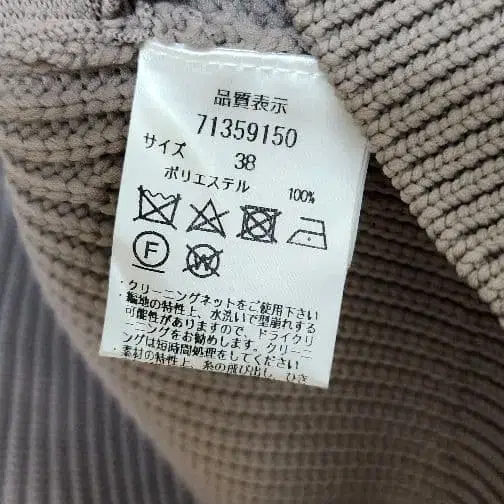 品質表示
71359150
サイズ 38
ポリエステル 100%
F W
・クリーニングネットをご使用下さい
・編地の特性上、水洗いで型崩れする
可能性がありますので、ドライクリ
ーニングをお勧めします。クリーニ
ングは短時間処理をしてください
・素材の特性上、糸の飛び出し、ひき